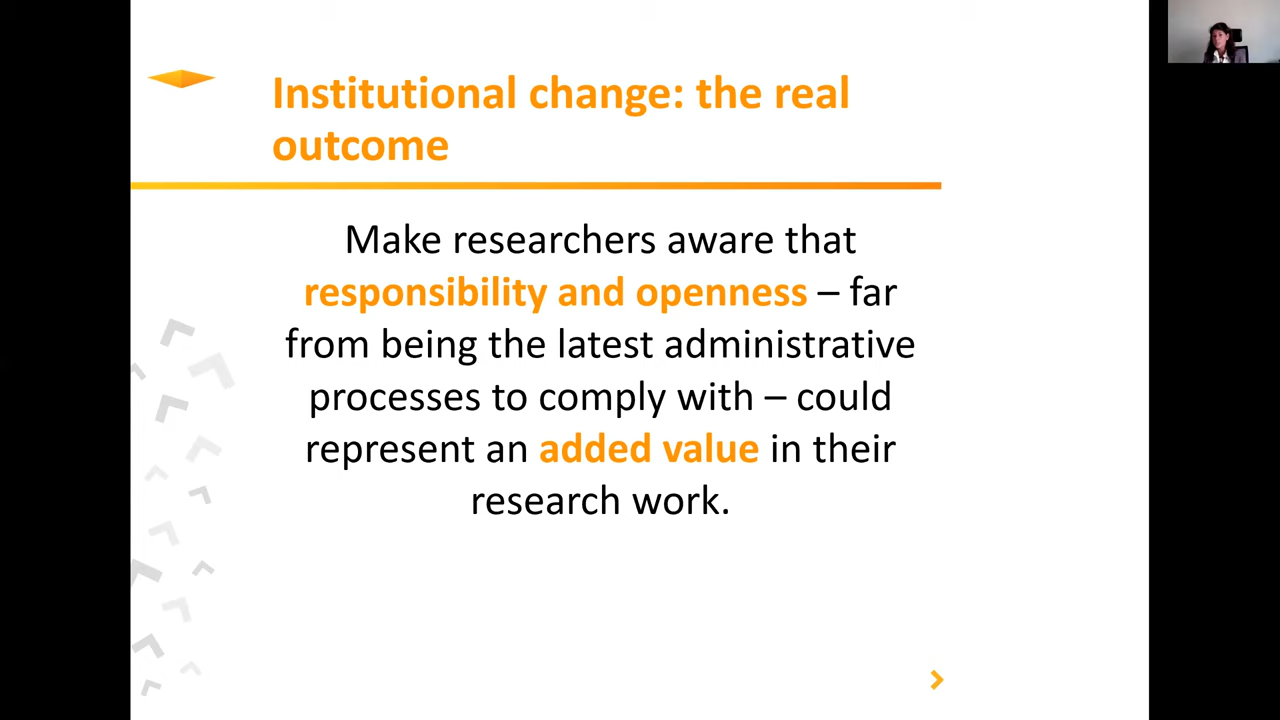 Institutional change: the real
outcome
Make researchers aware that
responsibility and openness – far
from being the latest administrative
processes to comply with – could
represent an added value in their
research work.